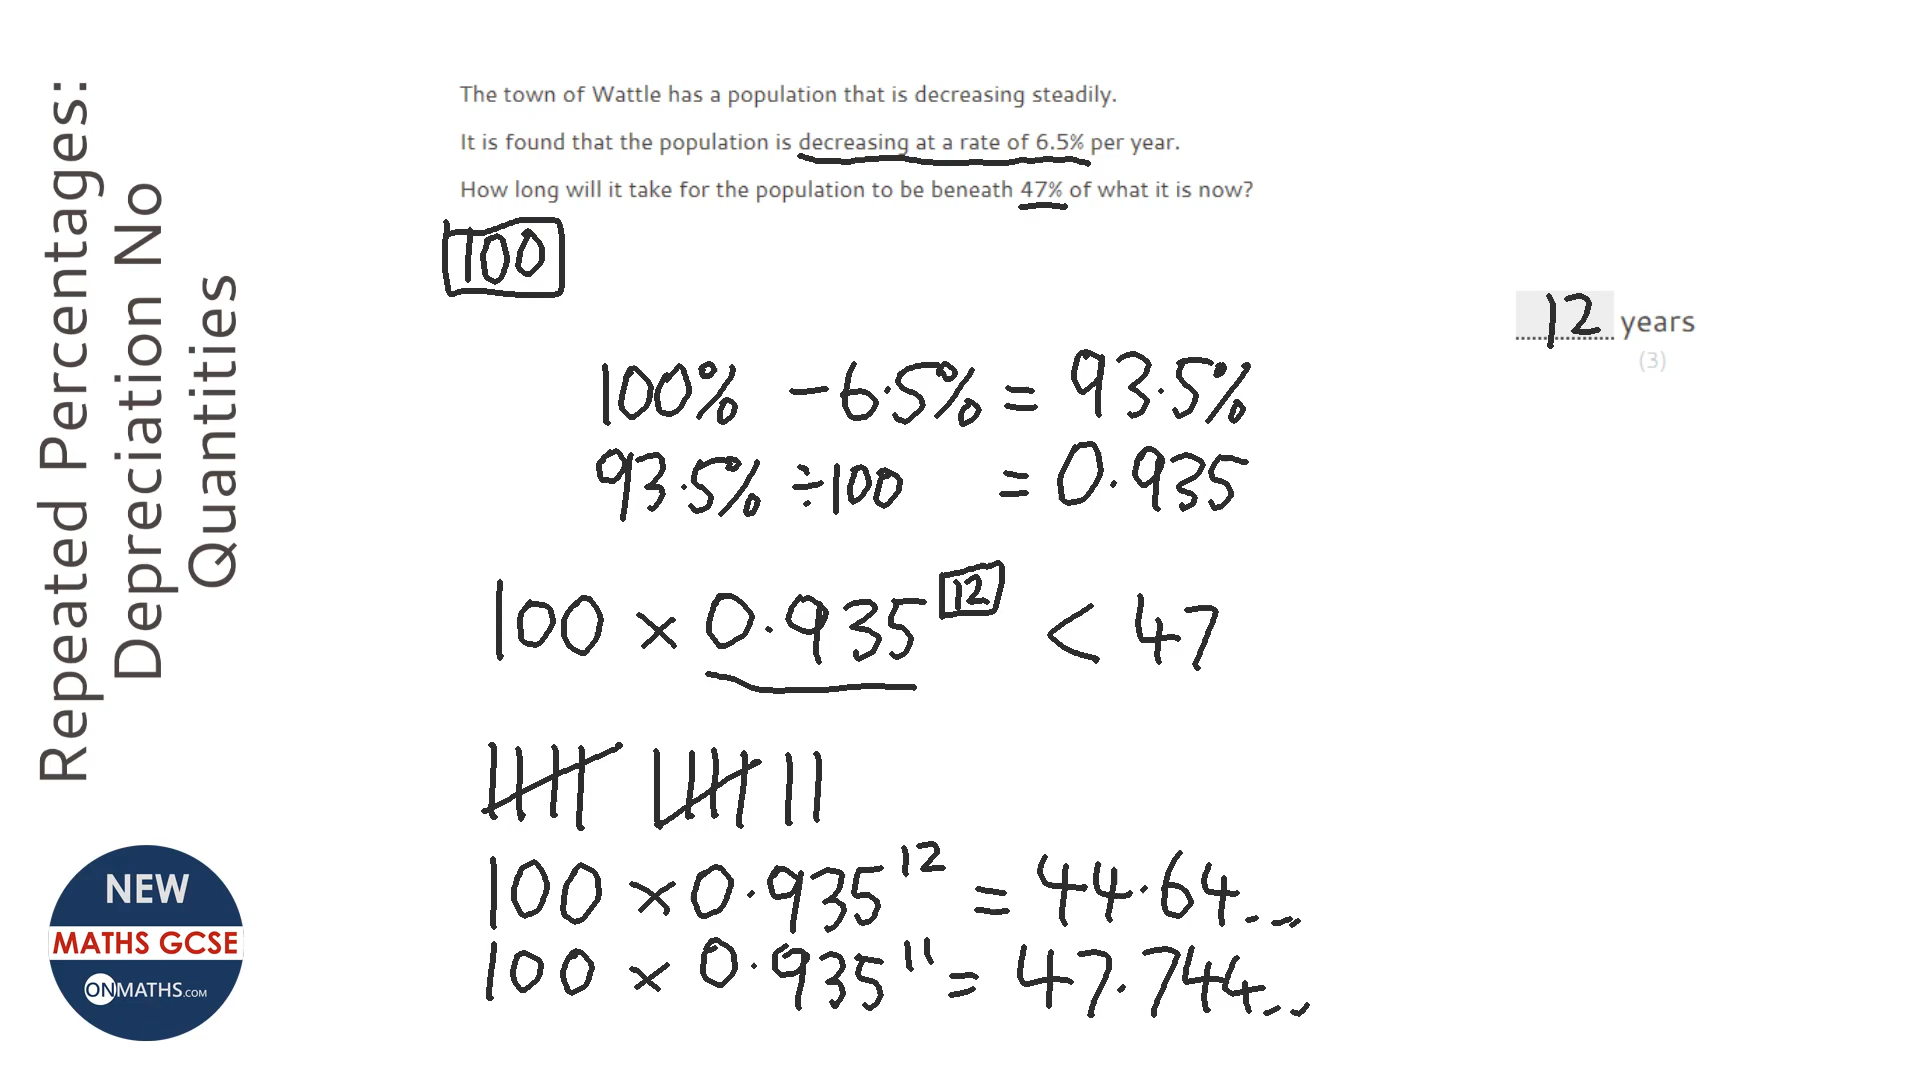 Repeated Percentages:
Depreciation No
Quantities
The town of Wattle has a population that is decreasing steadily.
It is found that the population is decreasing at a rate of 6.5% per year.
How long will it take for the population to be beneath 47% of what it is now?
100
12 years
(3)
100% - 6.5% = 93.5%
93.5% ÷100 = 0.935
100 × 0.935^12 < 47
100 × 0.935^12 = 44.64...
100 × 0.935^11 = 47.744...
NEW
MATHS GCSE
ONMATHS.COM